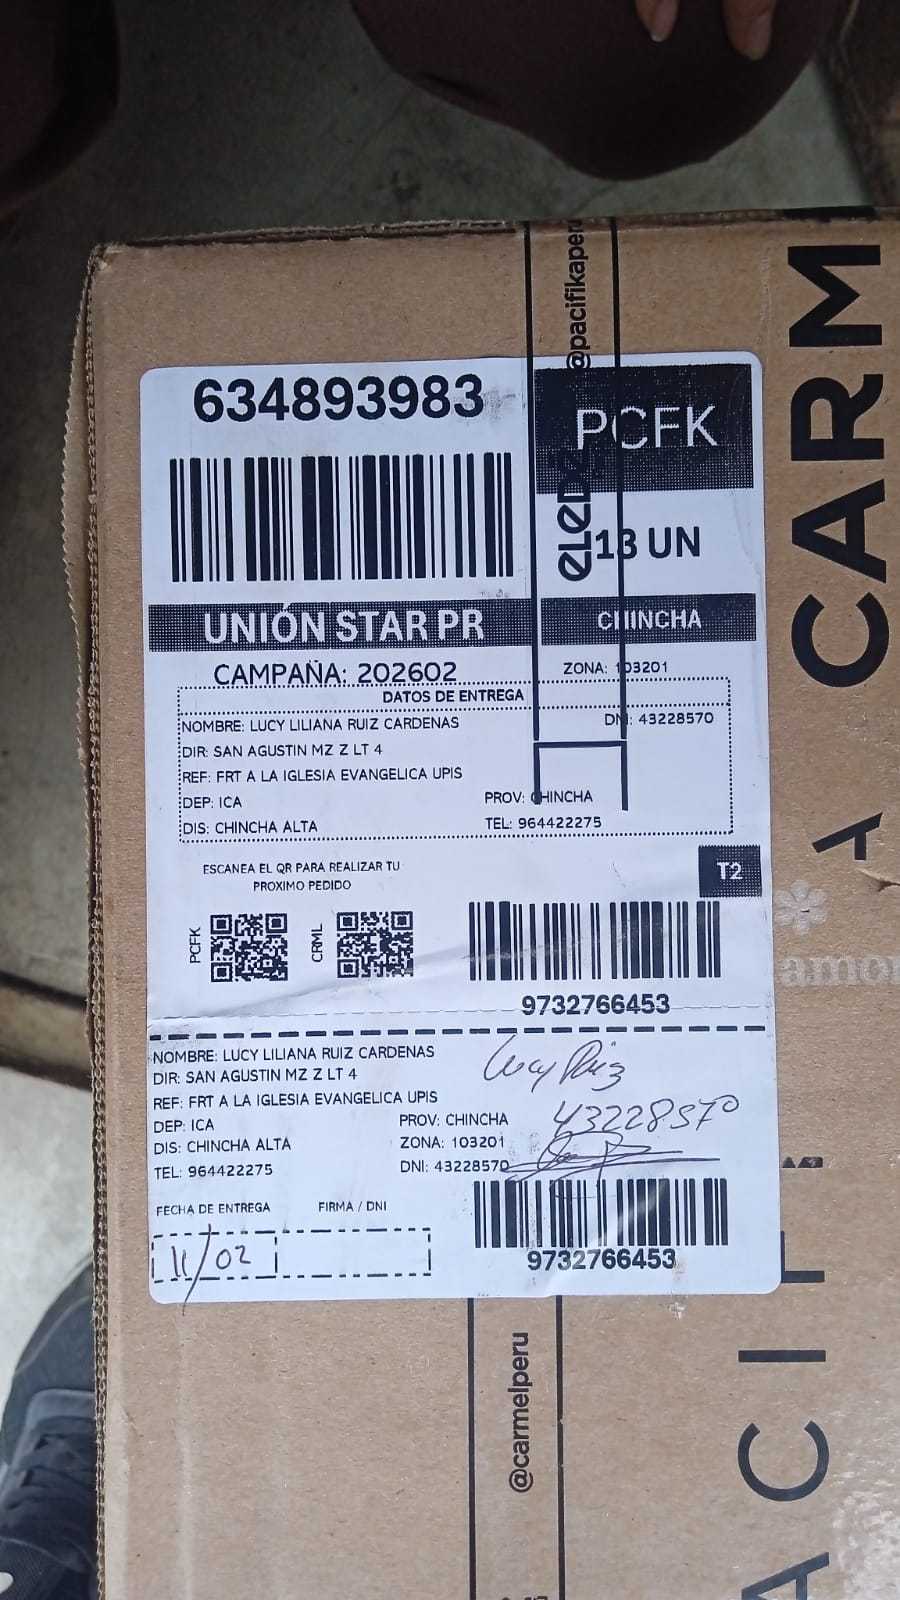 @pacifikaperu
634893983
PCFK
13 UN
UNIÓN STAR PR
CHINCHA
CAMPAÑA: 202602
ZONA: 103201
DATOS DE ENTREGA
NOMBRE: LUCY LILIANA RUIZ CARDENAS
DNI: 43228570
DIR: SAN AGUSTIN MZ Z LT 4
REF: FRT A LA IGLESIA EVANGELICA UPIS
DEP: ICA
PROV: CHINCHA
DIS: CHINCHA ALTA
TEL: 964422275
ESCANEA EL QR PARA REALIZAR TU
PROXIMO PEDIDO
T2
PCFK
CRML
9732766453
NOMBRE: LUCY LILIANA RUIZ CARDENAS
DIR: SAN AGUSTIN MZ Z LT 4
REF: FRT A LA IGLESIA EVANGELICA UPIS
DEP: ICA
PROV: CHINCHA
DIS: CHINCHA ALTA
ZONA: 103201
TEL: 964422275
DNI: 43228570
Lucy Ruiz
43228570
FECHA DE ENTREGA
FIRMA / DNI
11/02
9732766453
@carmelperu
CARM